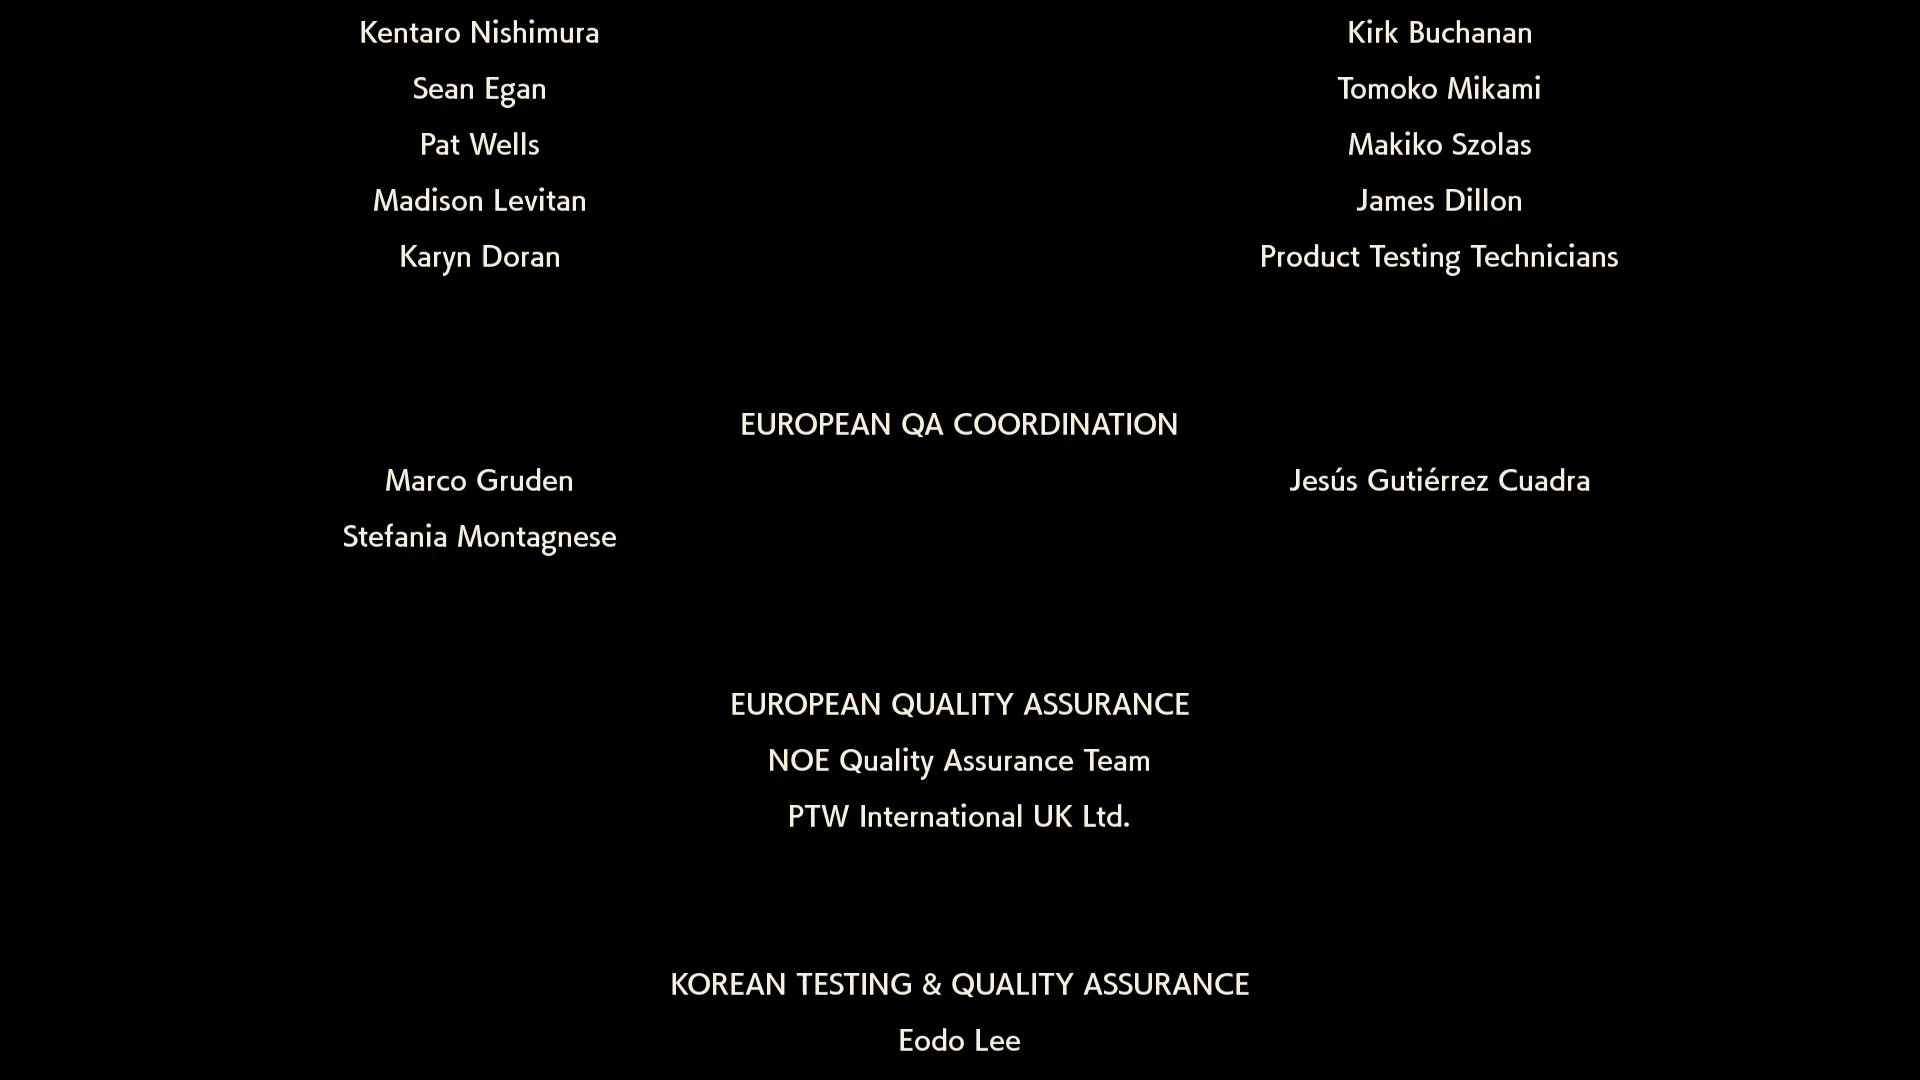 Kentaro Nishimura
Kirk Buchanan
Sean Egan
Tomoko Mikami
Pat Wells
Makiko Szolas
Madison Levitan
James Dillon
Karyn Doran
Product Testing Technicians
EUROPEAN QA COORDINATION
Marco Gruden
Jesús Gutiérrez Cuadra
Stefania Montagnese
EUROPEAN QUALITY ASSURANCE
NOE Quality Assurance Team
PTW International UK Ltd.
KOREAN TESTING & QUALITY ASSURANCE
Eodo Lee